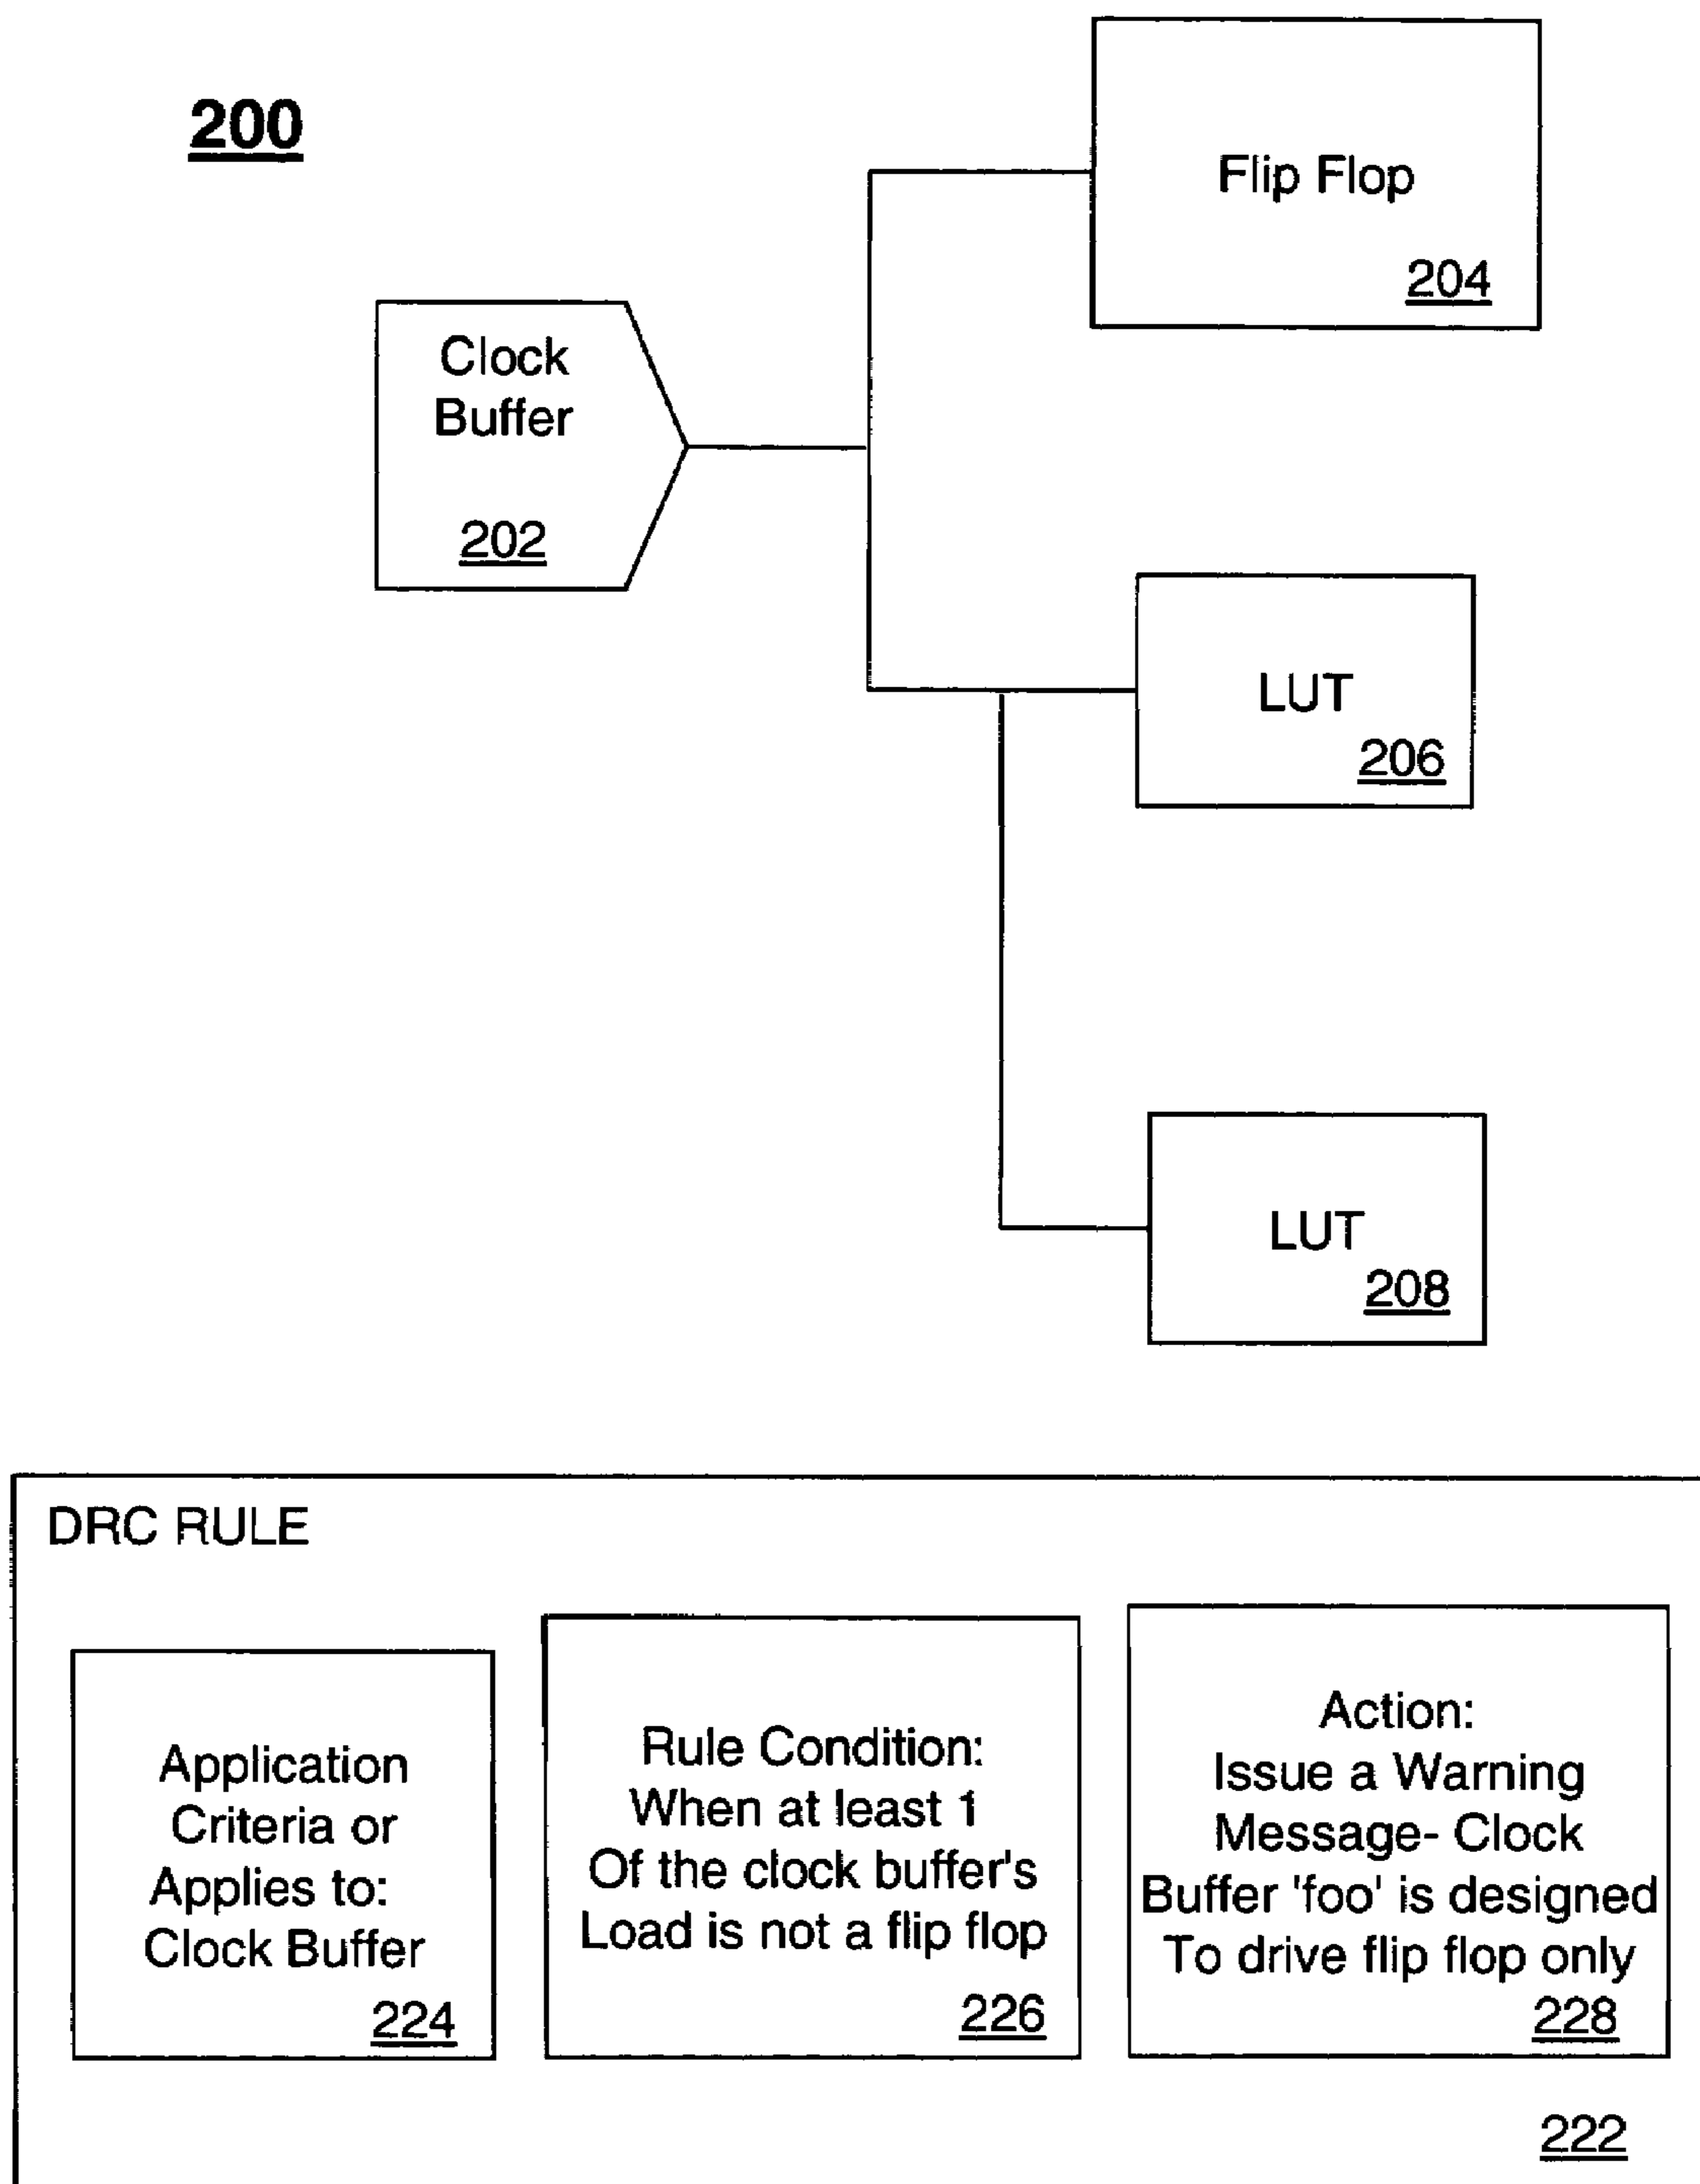 200
Flip Flop
204
Clock
Buffer
202
LUT
206
LUT
208
DRC RULE
Application
Criteria or
Applies to:
Clock Buffer
224
Rule Condition:
When at least 1
Of the clock buffer's
Load is not a flip flop
226
Action:
Issue a Warning
Message- Clock
Buffer 'foo' is designed
To drive flip flop only
228
222